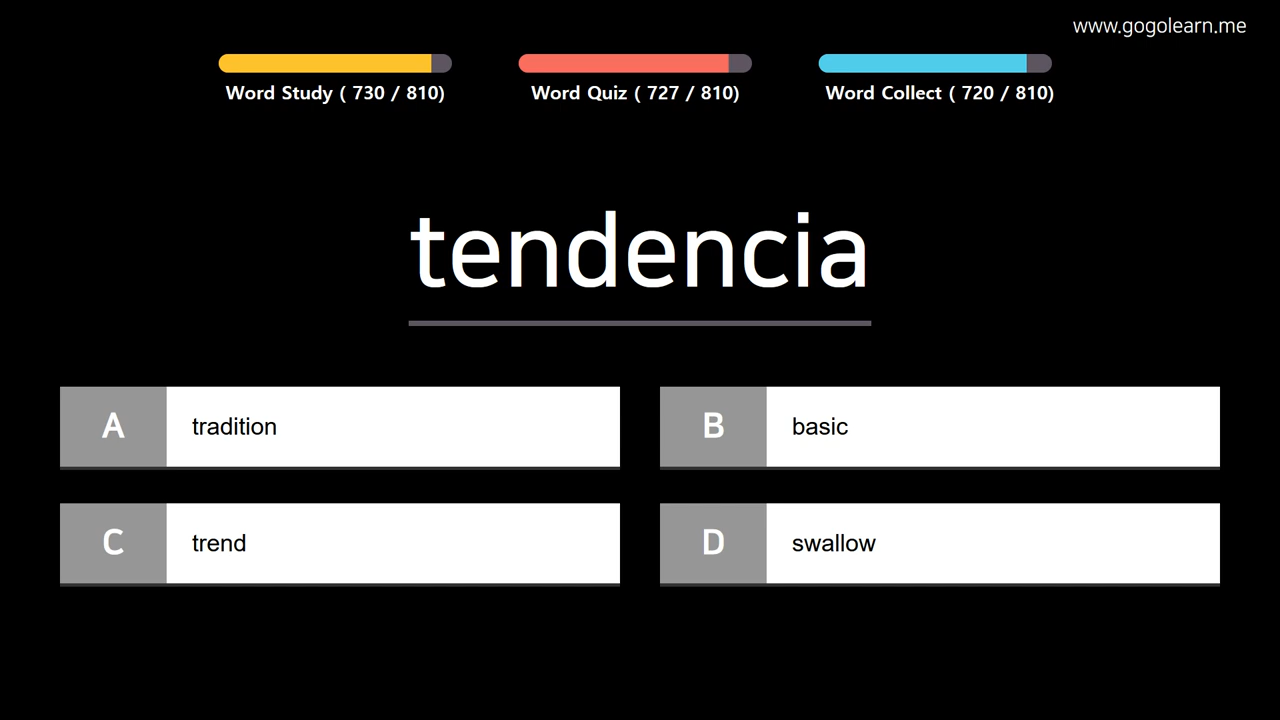 www.gogolearn.me
Word Study ( 730 / 810)
Word Quiz ( 727 / 810)
Word Collect ( 720 / 810)
tendencia
A tradition
B basic
C trend
D swallow